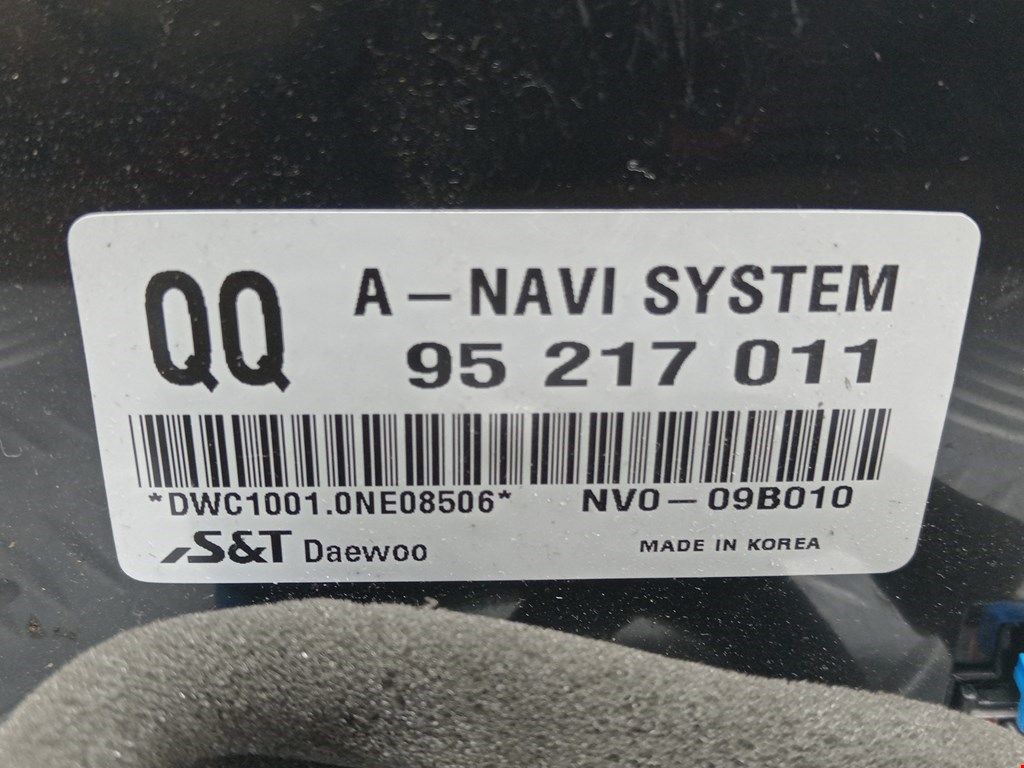 QQ A – NAVI SYSTEM
95 217 011
*DWC1001.0NE08506* NV0 – 09B010
S&T Daewoo MADE IN KOREA